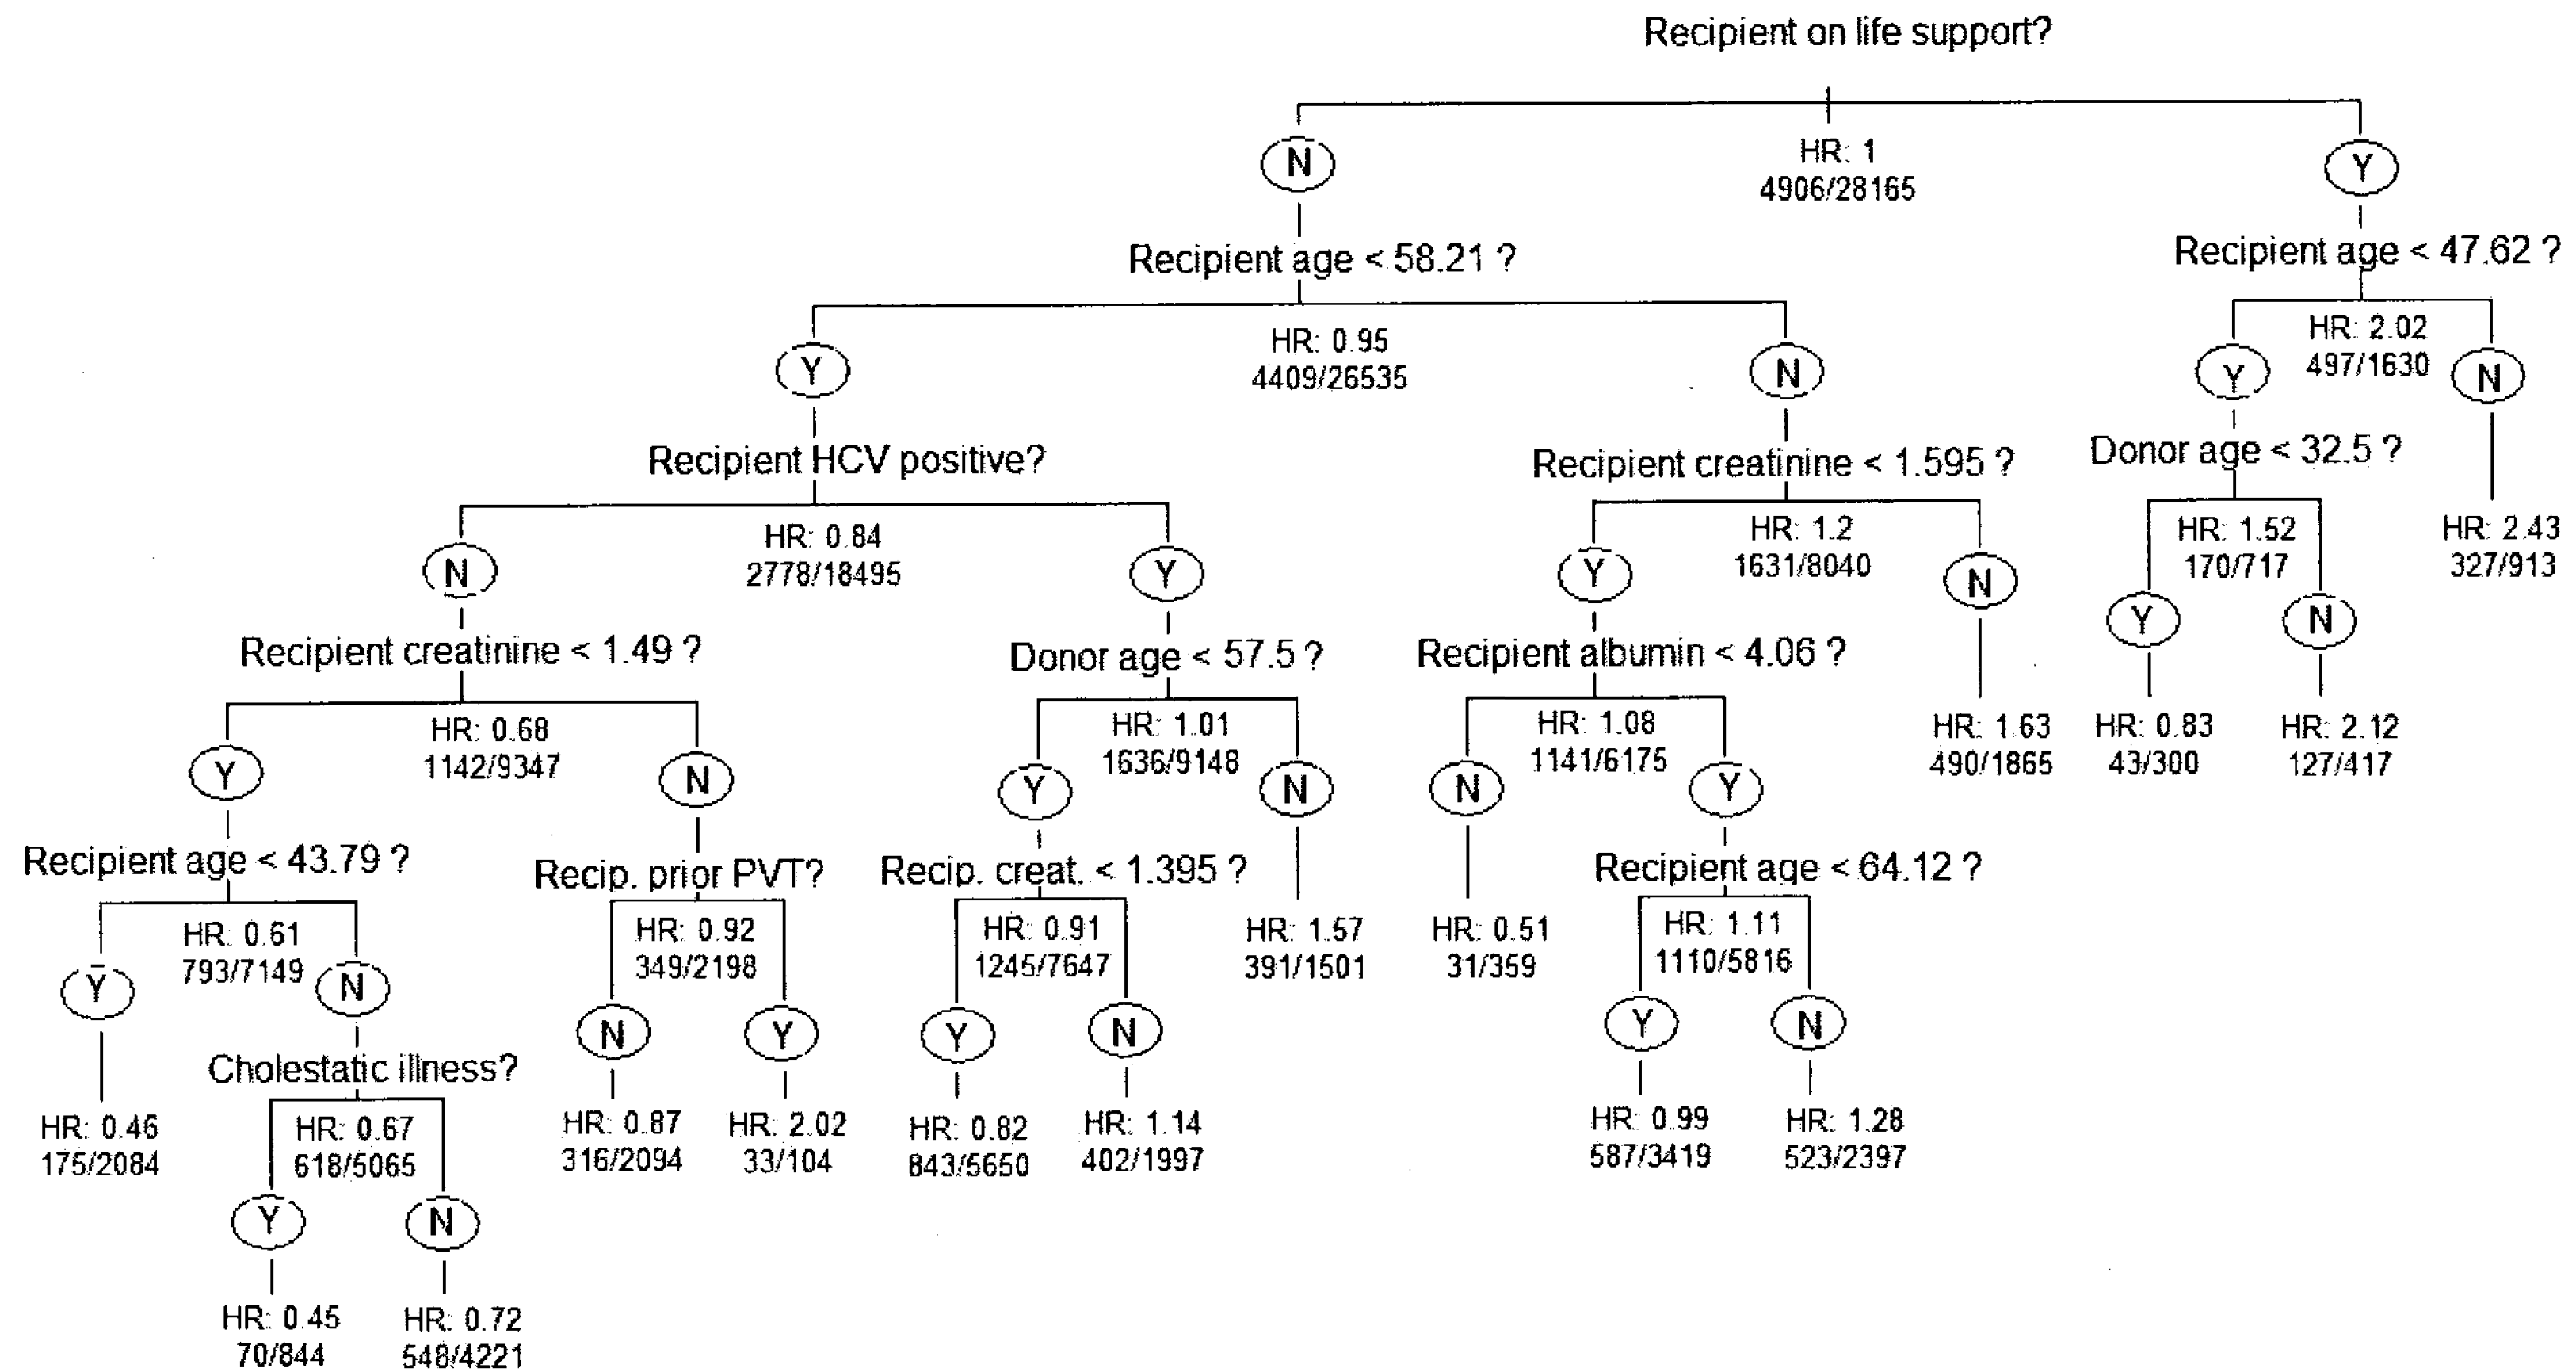 Recipient on life support?
N
HR: 1
4906/28165
Y
Recipient age < 58.21 ?
Recipient age < 47.62 ?
Y
HR: 0.95
4409/26535
N
Y
HR: 2.02
497/1630
N
Recipient HCV positive?
Recipient creatinine < 1.595 ?
Donor age < 32.5 ?
N
HR: 0.84
2778/18495
Y
Y
HR: 1.2
1631/8040
N
HR: 1.52
170/717
HR: 2.43
327/913
Y
N
Recipient creatinine < 1.49 ?
Donor age < 57.5 ?
Recipient albumin < 4.06 ?
Y
HR: 0.68
1142/9347
N
Y
HR: 1.01
1636/9148
N
N
HR: 1.08
1141/6175
Y
HR: 1.63
490/1865
HR: 0.83
43/300
HR: 2.12
127/417
Recipient age < 43.79 ?
Recip. prior PVT?
Recip. creat. < 1.395 ?
Recipient age < 64.12 ?
Y
HR: 0.61
793/7149
N
HR: 0.92
349/2198
HR: 0.91
1245/7647
HR: 1.57
391/1501
HR: 0.51
31/359
HR: 1.11
1110/5816
N
Y
Y
N
Y
N
Cholestatic illness?
HR: 0.46
175/2084
HR: 0.67
618/5065
HR: 0.87
316/2094
HR: 2.02
33/104
HR: 0.82
843/5650
HR: 1.14
402/1997
HR: 0.99
587/3419
HR: 1.28
523/2397
Y
N
HR: 0.45
70/844
HR: 0.72
548/4221